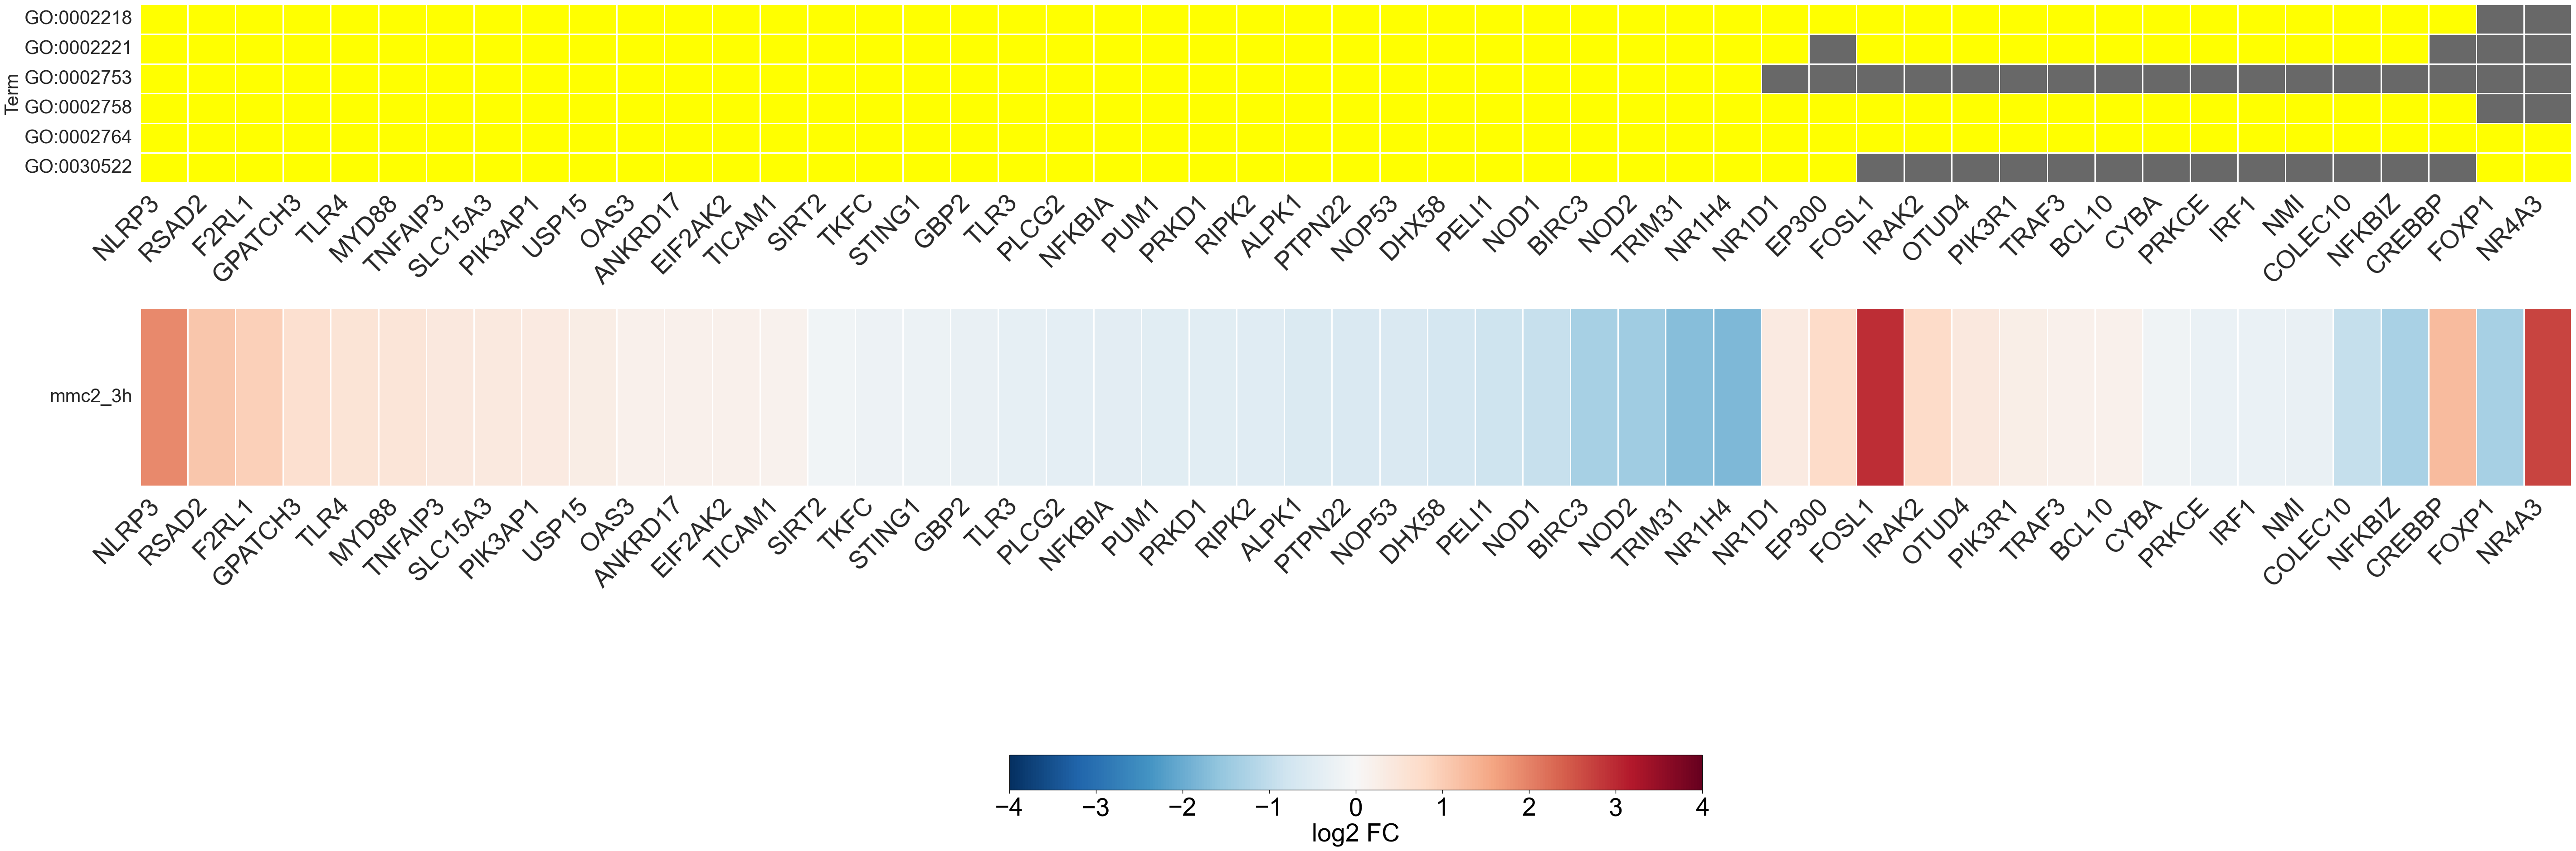 Term
GO:0002218
GO:0002221
GO:0002753
GO:0002758
GO:0002764
GO:0030522
NLRP3 RSAD2 F2RL1 GPATCH3 TLR4 MYD88 TNFAIP3 SLC15A3 PIK3AP1 USP15 OAS3 ANKRD17 EIF2AK2 TICAM1 SIRT2 TKFC STING1 GBP2 TLR3 PLCG2 NFKBIA PUM1 PRKD1 RIPK2 ALPK1 PTPN22 NOP53 DHX58 PELI1 NOD1 BIRC3 NOD2 TRIM31 NR1H4 NR1D1 EP300 FOSL1 IRAK2 OTUD4 PIK3R1 TRAF3 BCL10 CYBA PRKCE IRF1 NMI COLEC10 NFKBIZ CREBBP FOXP1 NR4A3
mmc2_3h
NLRP3 RSAD2 F2RL1 GPATCH3 TLR4 MYD88 TNFAIP3 SLC15A3 PIK3AP1 USP15 OAS3 ANKRD17 EIF2AK2 TICAM1 SIRT2 TKFC STING1 GBP2 TLR3 PLCG2 NFKBIA PUM1 PRKD1 RIPK2 ALPK1 PTPN22 NOP53 DHX58 PELI1 NOD1 BIRC3 NOD2 TRIM31 NR1H4 NR1D1 EP300 FOSL1 IRAK2 OTUD4 PIK3R1 TRAF3 BCL10 CYBA PRKCE IRF1 NMI COLEC10 NFKBIZ CREBBP FOXP1 NR4A3
−4 −3 −2 −1 0 1 2 3 4
log2 FC